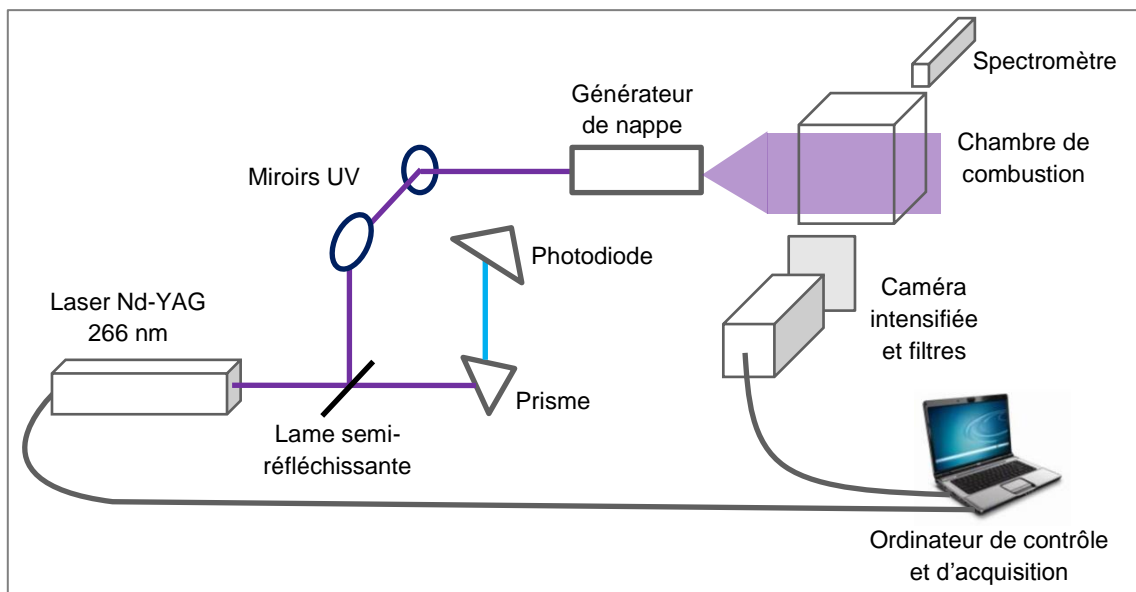 Spectromètre
Générateur
de nappe
Chambre de
combustion
Miroirs UV
Photodiode
Laser Nd-YAG
266 nm
Caméra
intensifiée
et filtres
Prisme
Lame semi-
réfléchissante
Ordinateur de contrôle
et d'acquisition